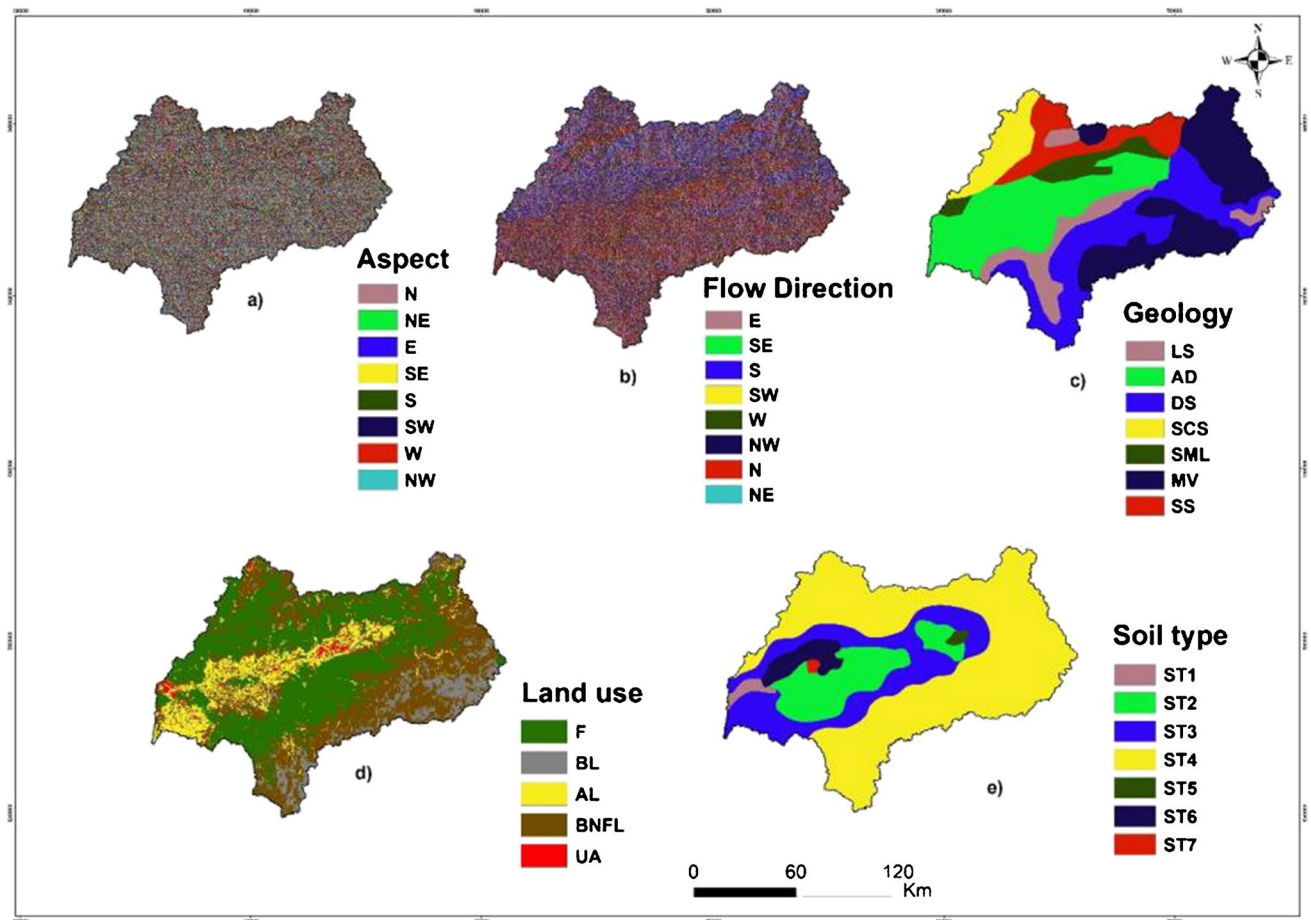 N
W E
S
a)
Aspect
N
NE
E
SE
S
SW
W
NW
b)
Flow Direction
E
SE
S
SW
W
NW
N
NE
c)
Geology
LS
AD
DS
SCS
SML
MV
SS
d)
Land use
F
BL
AL
BNFL
UA
e)
Soil type
ST1
ST2
ST3
ST4
ST5
ST6
ST7
0 60 120
Km